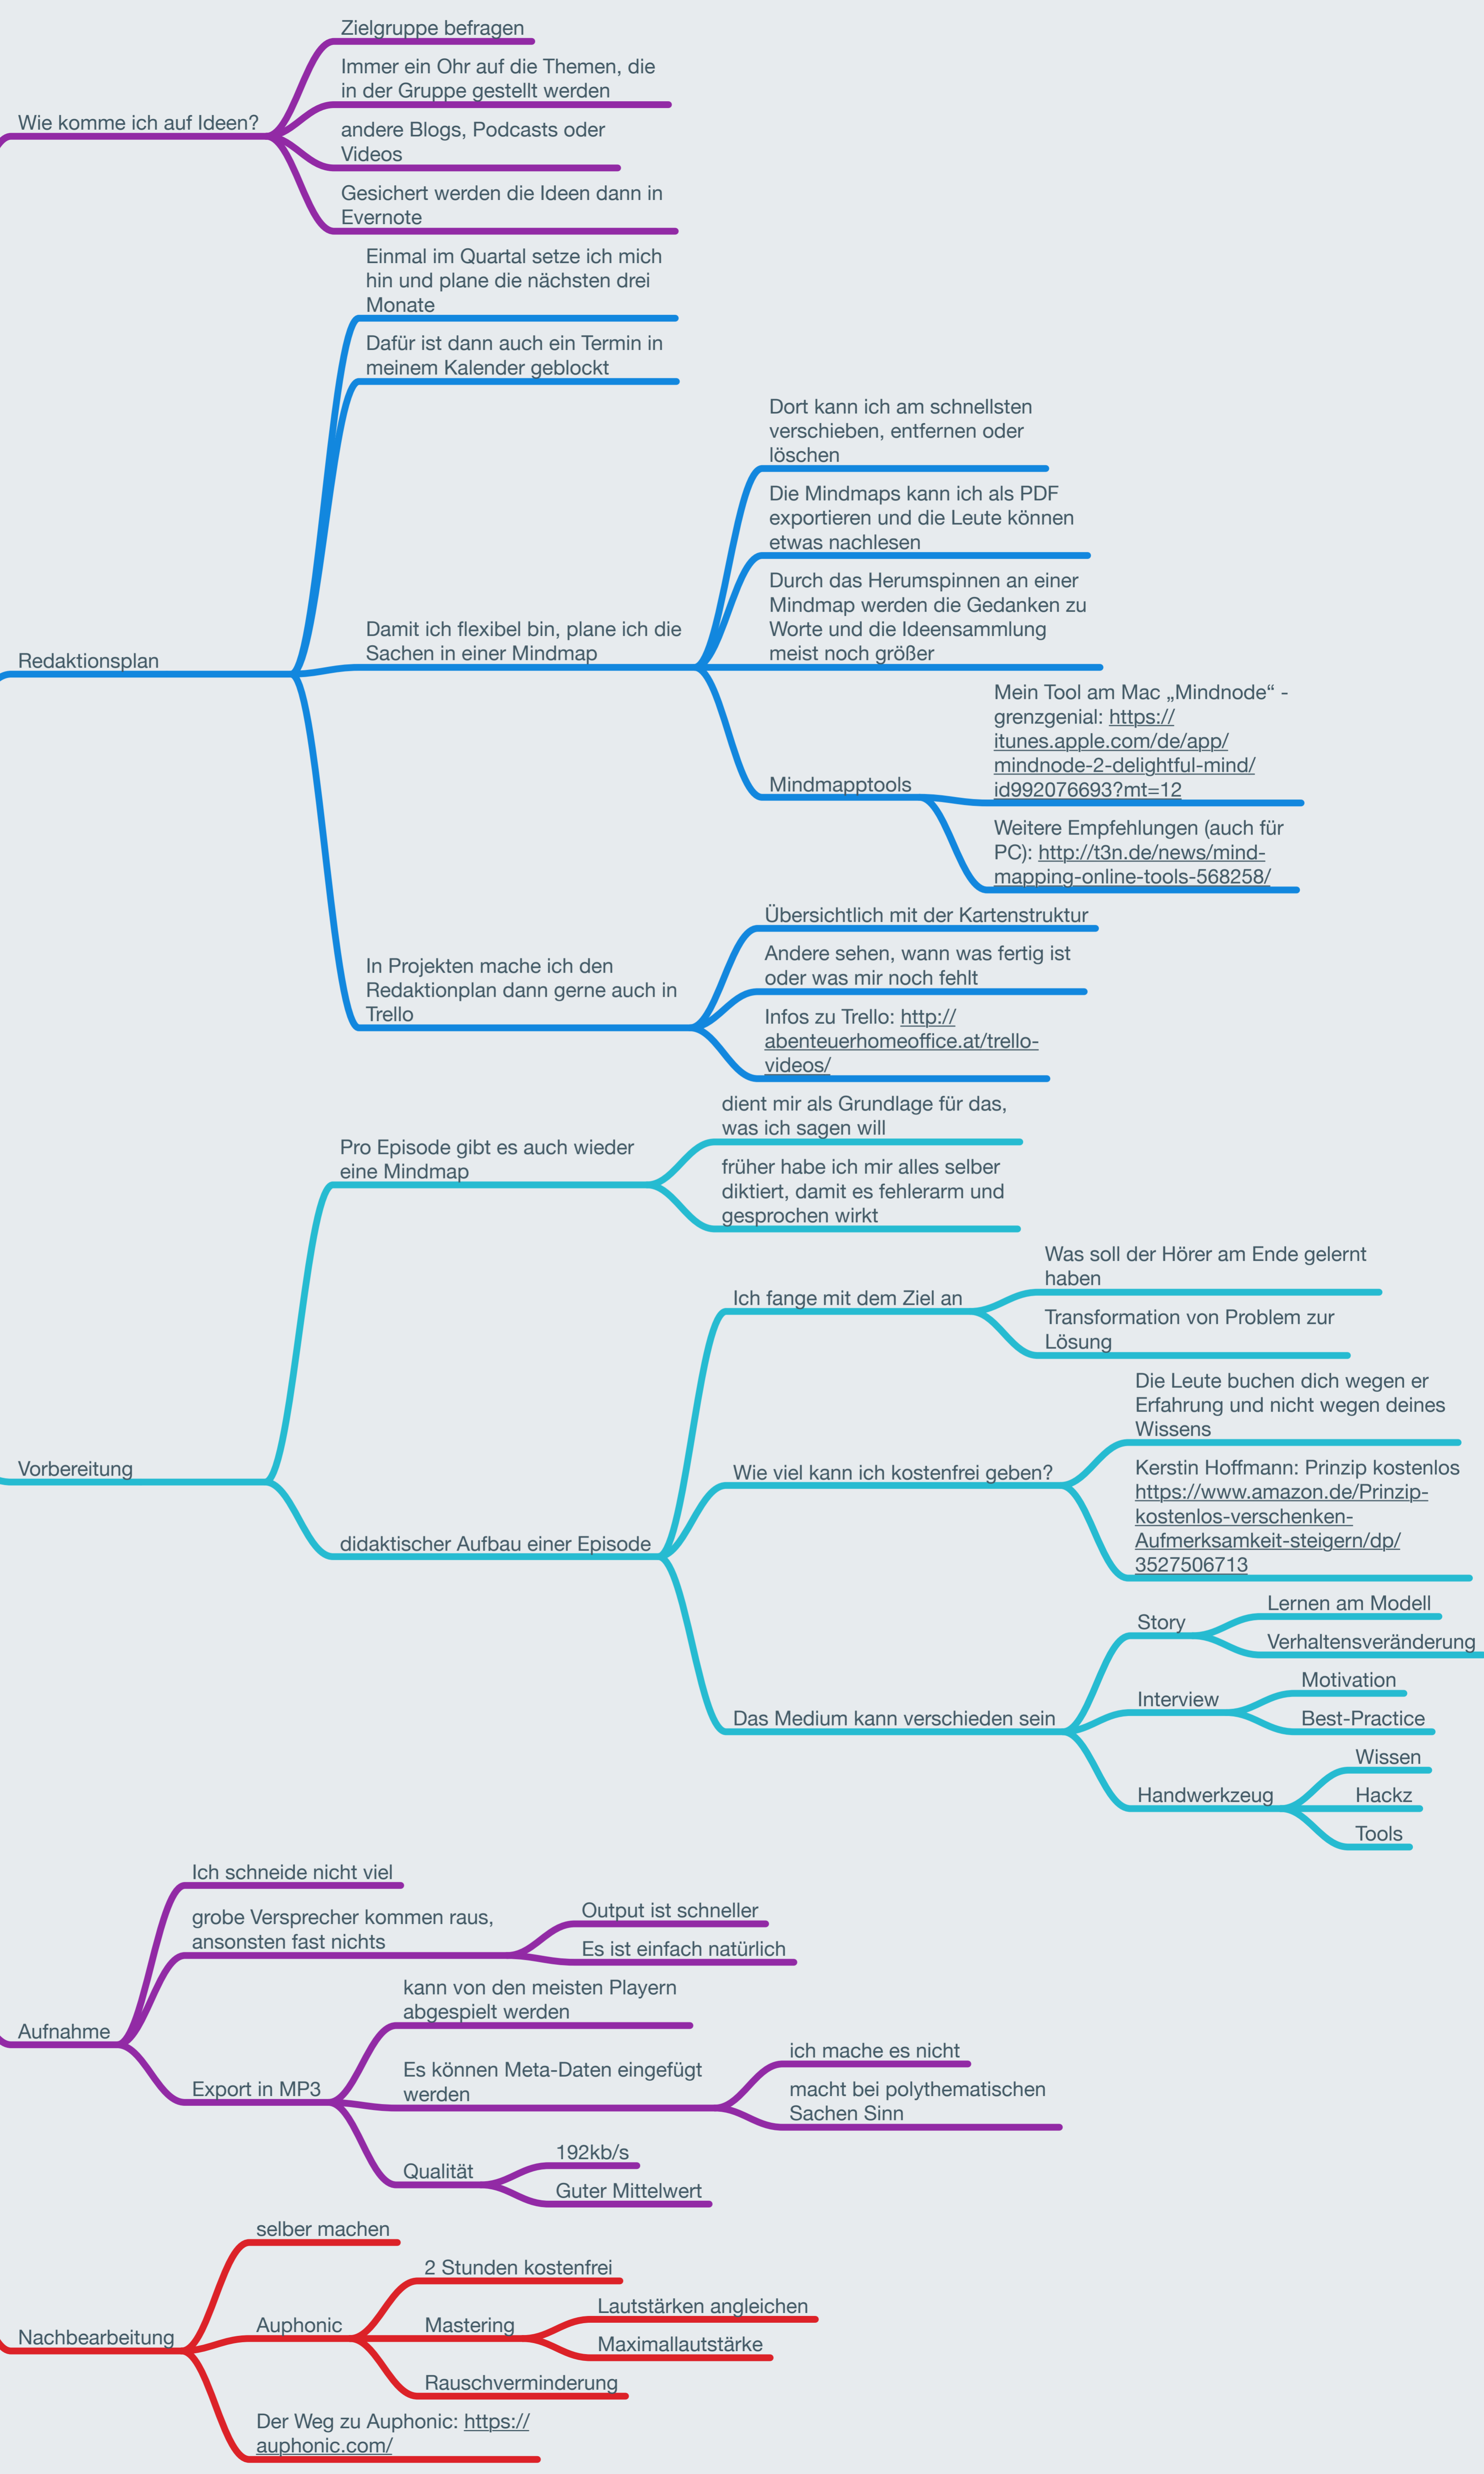 Wie komme ich auf Ideen?
Zielgruppe befragen
Immer ein Ohr auf die Themen, die
in der Gruppe gestellt werden
andere Blogs, Podcasts oder
Videos
Gesichert werden die Ideen dann in
Evernote
Redaktionsplan
Einmal im Quartal setze ich mich
hin und plane die nächsten drei
Monate
Dafür ist dann auch ein Termin in
meinem Kalender geblockt
Damit ich flexibel bin, plane ich die
Sachen in einer Mindmap
Dort kann ich am schnellsten
verschieben, entfernen oder
löschen
Die Mindmaps kann ich als PDF
exportieren und die Leute können
etwas nachlesen
Durch das Herumspinnen an einer
Mindmap werden die Gedanken zu
Worte und die Ideensammlung
meist noch größer
Mindmapptools
Mein Tool am Mac „Mindnode“ -
grenzgenial: https://
itunes.apple.com/de/app/
mindnode-2-delightful-mind/
id992076693?mt=12
Weitere Empfehlungen (auch für
PC): http://t3n.de/news/mind-
mapping-online-tools-568258/
In Projekten mache ich den
Redaktionplan dann gerne auch in
Trello
Übersichtlich mit der Kartenstruktur
Andere sehen, wann was fertig ist
oder was mir noch fehlt
Infos zu Trello: http://
abenteuerhomeoffice.at/trello-
videos/
Vorbereitung
Pro Episode gibt es auch wieder
eine Mindmap
dient mir als Grundlage für das,
was ich sagen will
früher habe ich mir alles selber
diktiert, damit es fehlerarm und
gesprochen wirkt
didaktischer Aufbau einer Episode
Ich fange mit dem Ziel an
Was soll der Hörer am Ende gelernt
haben
Transformation von Problem zur
Lösung
Wie viel kann ich kostenfrei geben?
Die Leute buchen dich wegen er
Erfahrung und nicht wegen deines
Wissens
Kerstin Hoffmann: Prinzip kostenlos
https://www.amazon.de/Prinzip-
kostenlos-verschenken-
Aufmerksamkeit-steigern/dp/
3527506713
Das Medium kann verschieden sein
Story
Lernen am Modell
Verhaltensveränderung
Interview
Motivation
Best-Practice
Handwerkzeug
Wissen
Hackz
Tools
Aufnahme
Ich schneide nicht viel
grobe Versprecher kommen raus,
ansonsten fast nichts
Output ist schneller
Es ist einfach natürlich
Export in MP3
kann von den meisten Playern
abgespielt werden
Es können Meta-Daten eingefügt
werden
ich mache es nicht
macht bei polythematischen
Sachen Sinn
Qualität
192kb/s
Guter Mittelwert
Nachbearbeitung
selber machen
Auphonic
2 Stunden kostenfrei
Mastering
Lautstärken angleichen
Maximallautstärke
Rauschverminderung
Der Weg zu Auphonic: https://
auphonic.com/